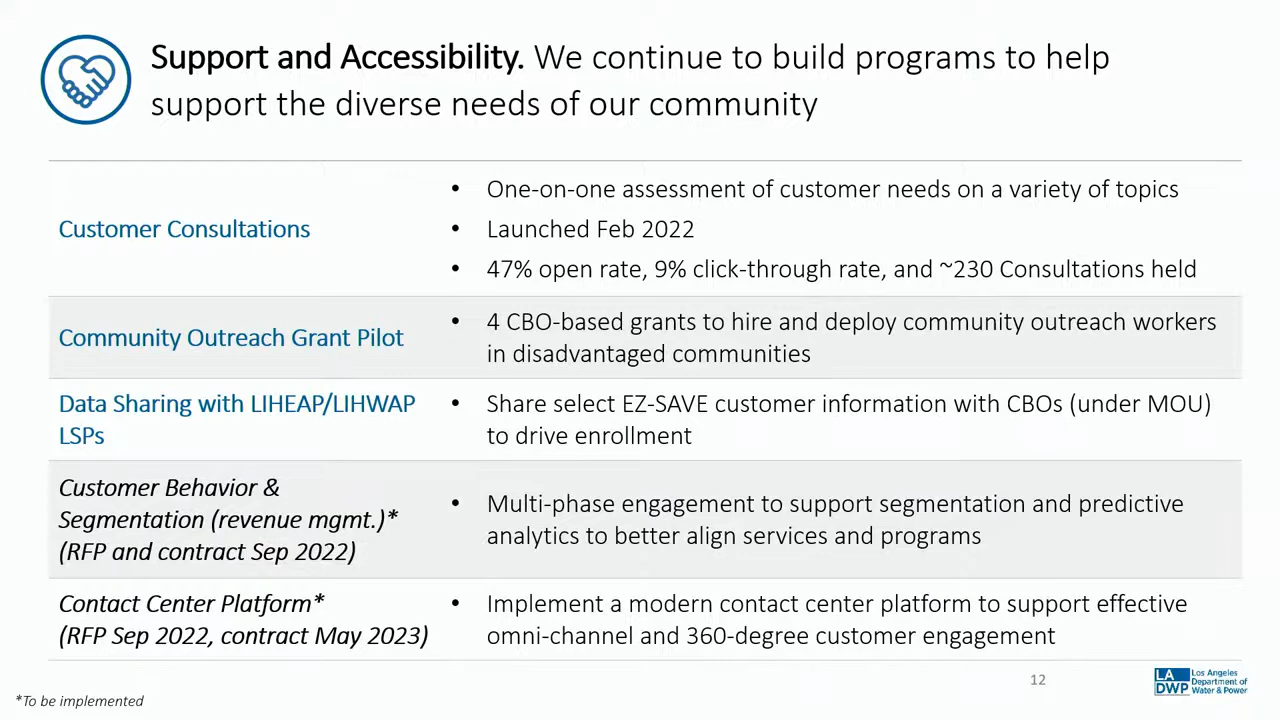 Support and Accessibility. We continue to build programs to help
support the diverse needs of our community
Customer Consultations
• One-on-one assessment of customer needs on a variety of topics
• Launched Feb 2022
• 47% open rate, 9% click-through rate, and ~230 Consultations held
Community Outreach Grant Pilot
• 4 CBO-based grants to hire and deploy community outreach workers
in disadvantaged communities
Data Sharing with LIHEAP/LIHWAP
LSPs
• Share select EZ-SAVE customer information with CBOs (under MOU)
to drive enrollment
Customer Behavior &
Segmentation (revenue mgmt.)*
(RFP and contract Sep 2022)
• Multi-phase engagement to support segmentation and predictive
analytics to better align services and programs
Contact Center Platform*
(RFP Sep 2022, contract May 2023)
• Implement a modern contact center platform to support effective
omni-channel and 360-degree customer engagement
*To be implemented
12
LA
DWP
Los Angeles
Department of
Water & Power